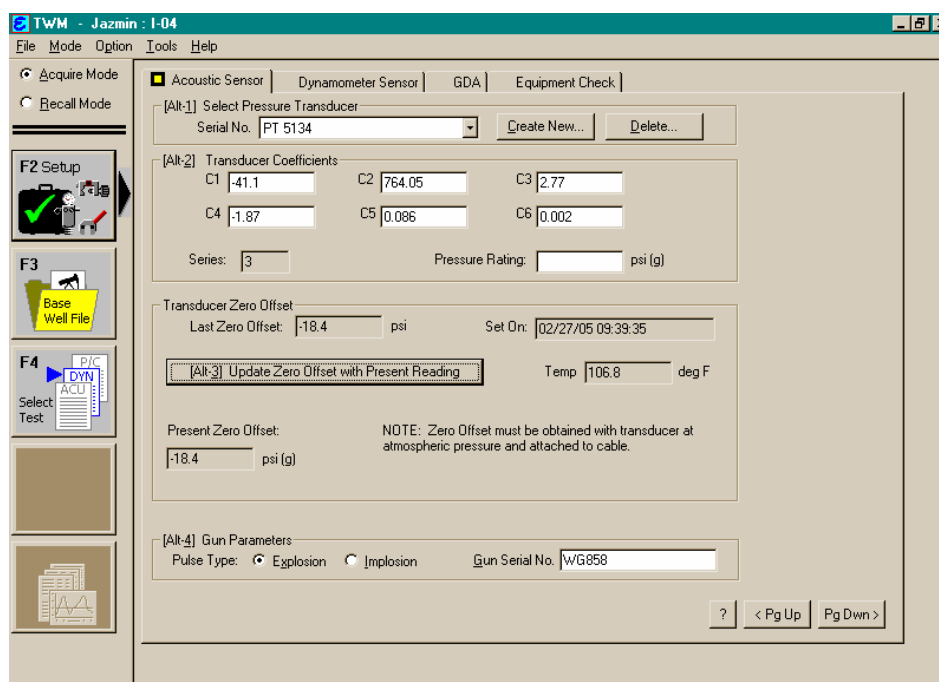 TWM - Jazmin : I-04
File Mode Option Tools Help
Acquire Mode
Recall Mode
F2 Setup
F3
Base
Well File
F4
P/C
DYN
ACU
Select
Test
Acoustic Sensor Dynamometer Sensor GDA Equipment Check
[Alt-1] Select Pressure Transducer
Serial No. PT 5134 Create New... Delete...
[Alt-2] Transducer Coefficients
C1 -41.1 C2 764.05 C3 2.77
C4 -1.87 C5 0.086 C6 0.002
Series: 3 Pressure Rating: psi (g)
Transducer Zero Offset
Last Zero Offset: -18.4 psi Set On: 02/27/05 09:39:35
[Alt-3] Update Zero Offset with Present Reading Temp 106.8 deg F
Present Zero Offset:
-18.4 psi (g)
NOTE: Zero Offset must be obtained with transducer at
atmospheric pressure and attached to cable.
[Alt-4] Gun Parameters
Pulse Type: Explosion Implosion Gun Serial No. WG858
? < Pg Up Pg Dwn >